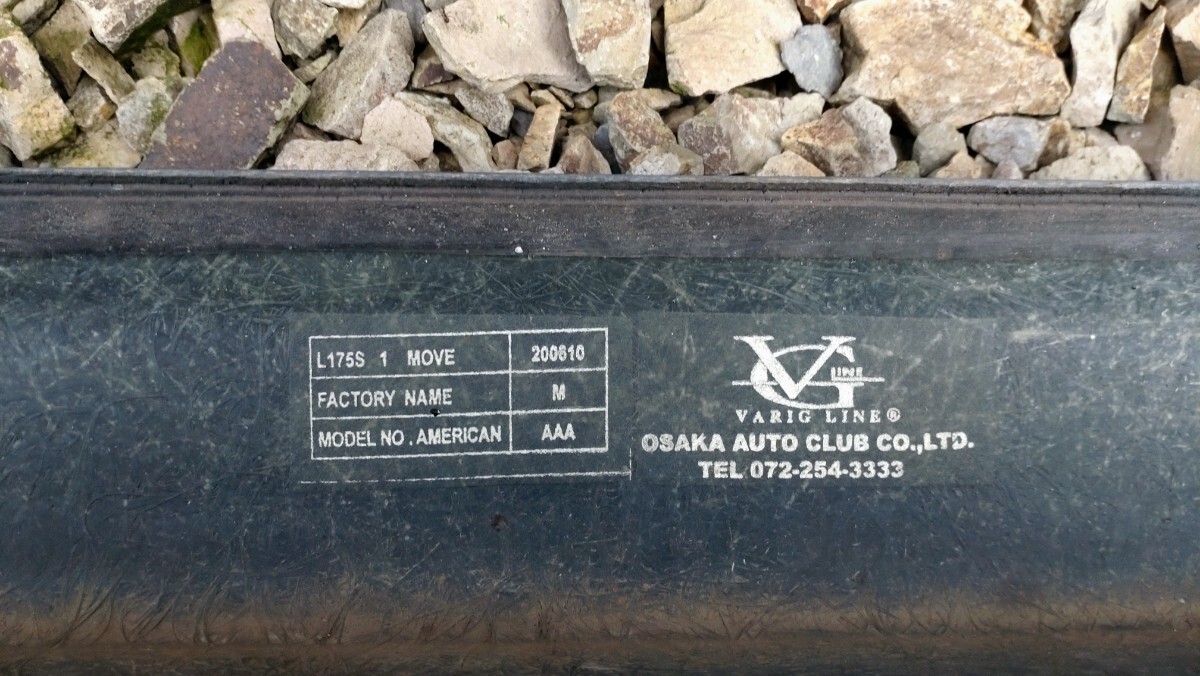 L175S 1 MOVE 200610
FACTORY NAME M
MODEL NO . AMERICAN AAA
VG LINE
VARIG LINE®
OSAKA AUTO CLUB CO.,LTD.
TEL 072-254-3333